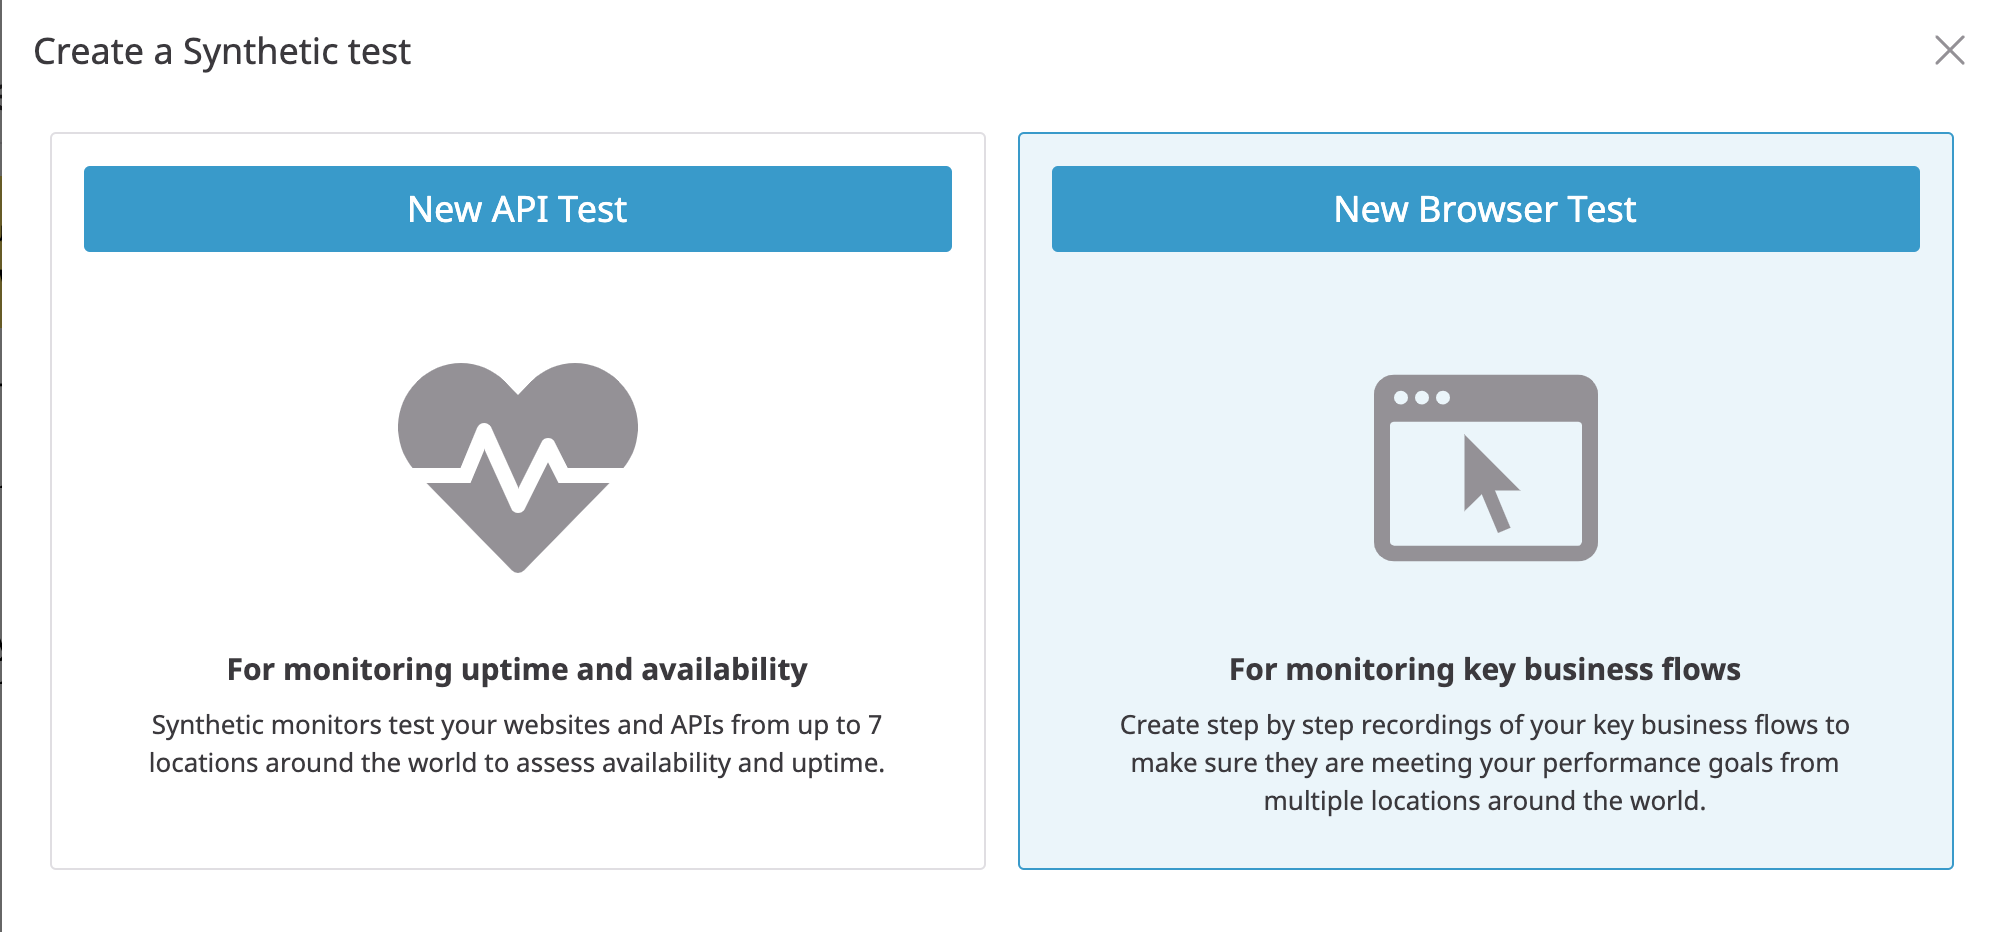 Create a Synthetic test
New API Test
For monitoring uptime and availability
Synthetic monitors test your websites and APIs from up to 7
locations around the world to assess availability and uptime.
New Browser Test
For monitoring key business flows
Create step by step recordings of your key business flows to
make sure they are meeting your performance goals from
multiple locations around the world.